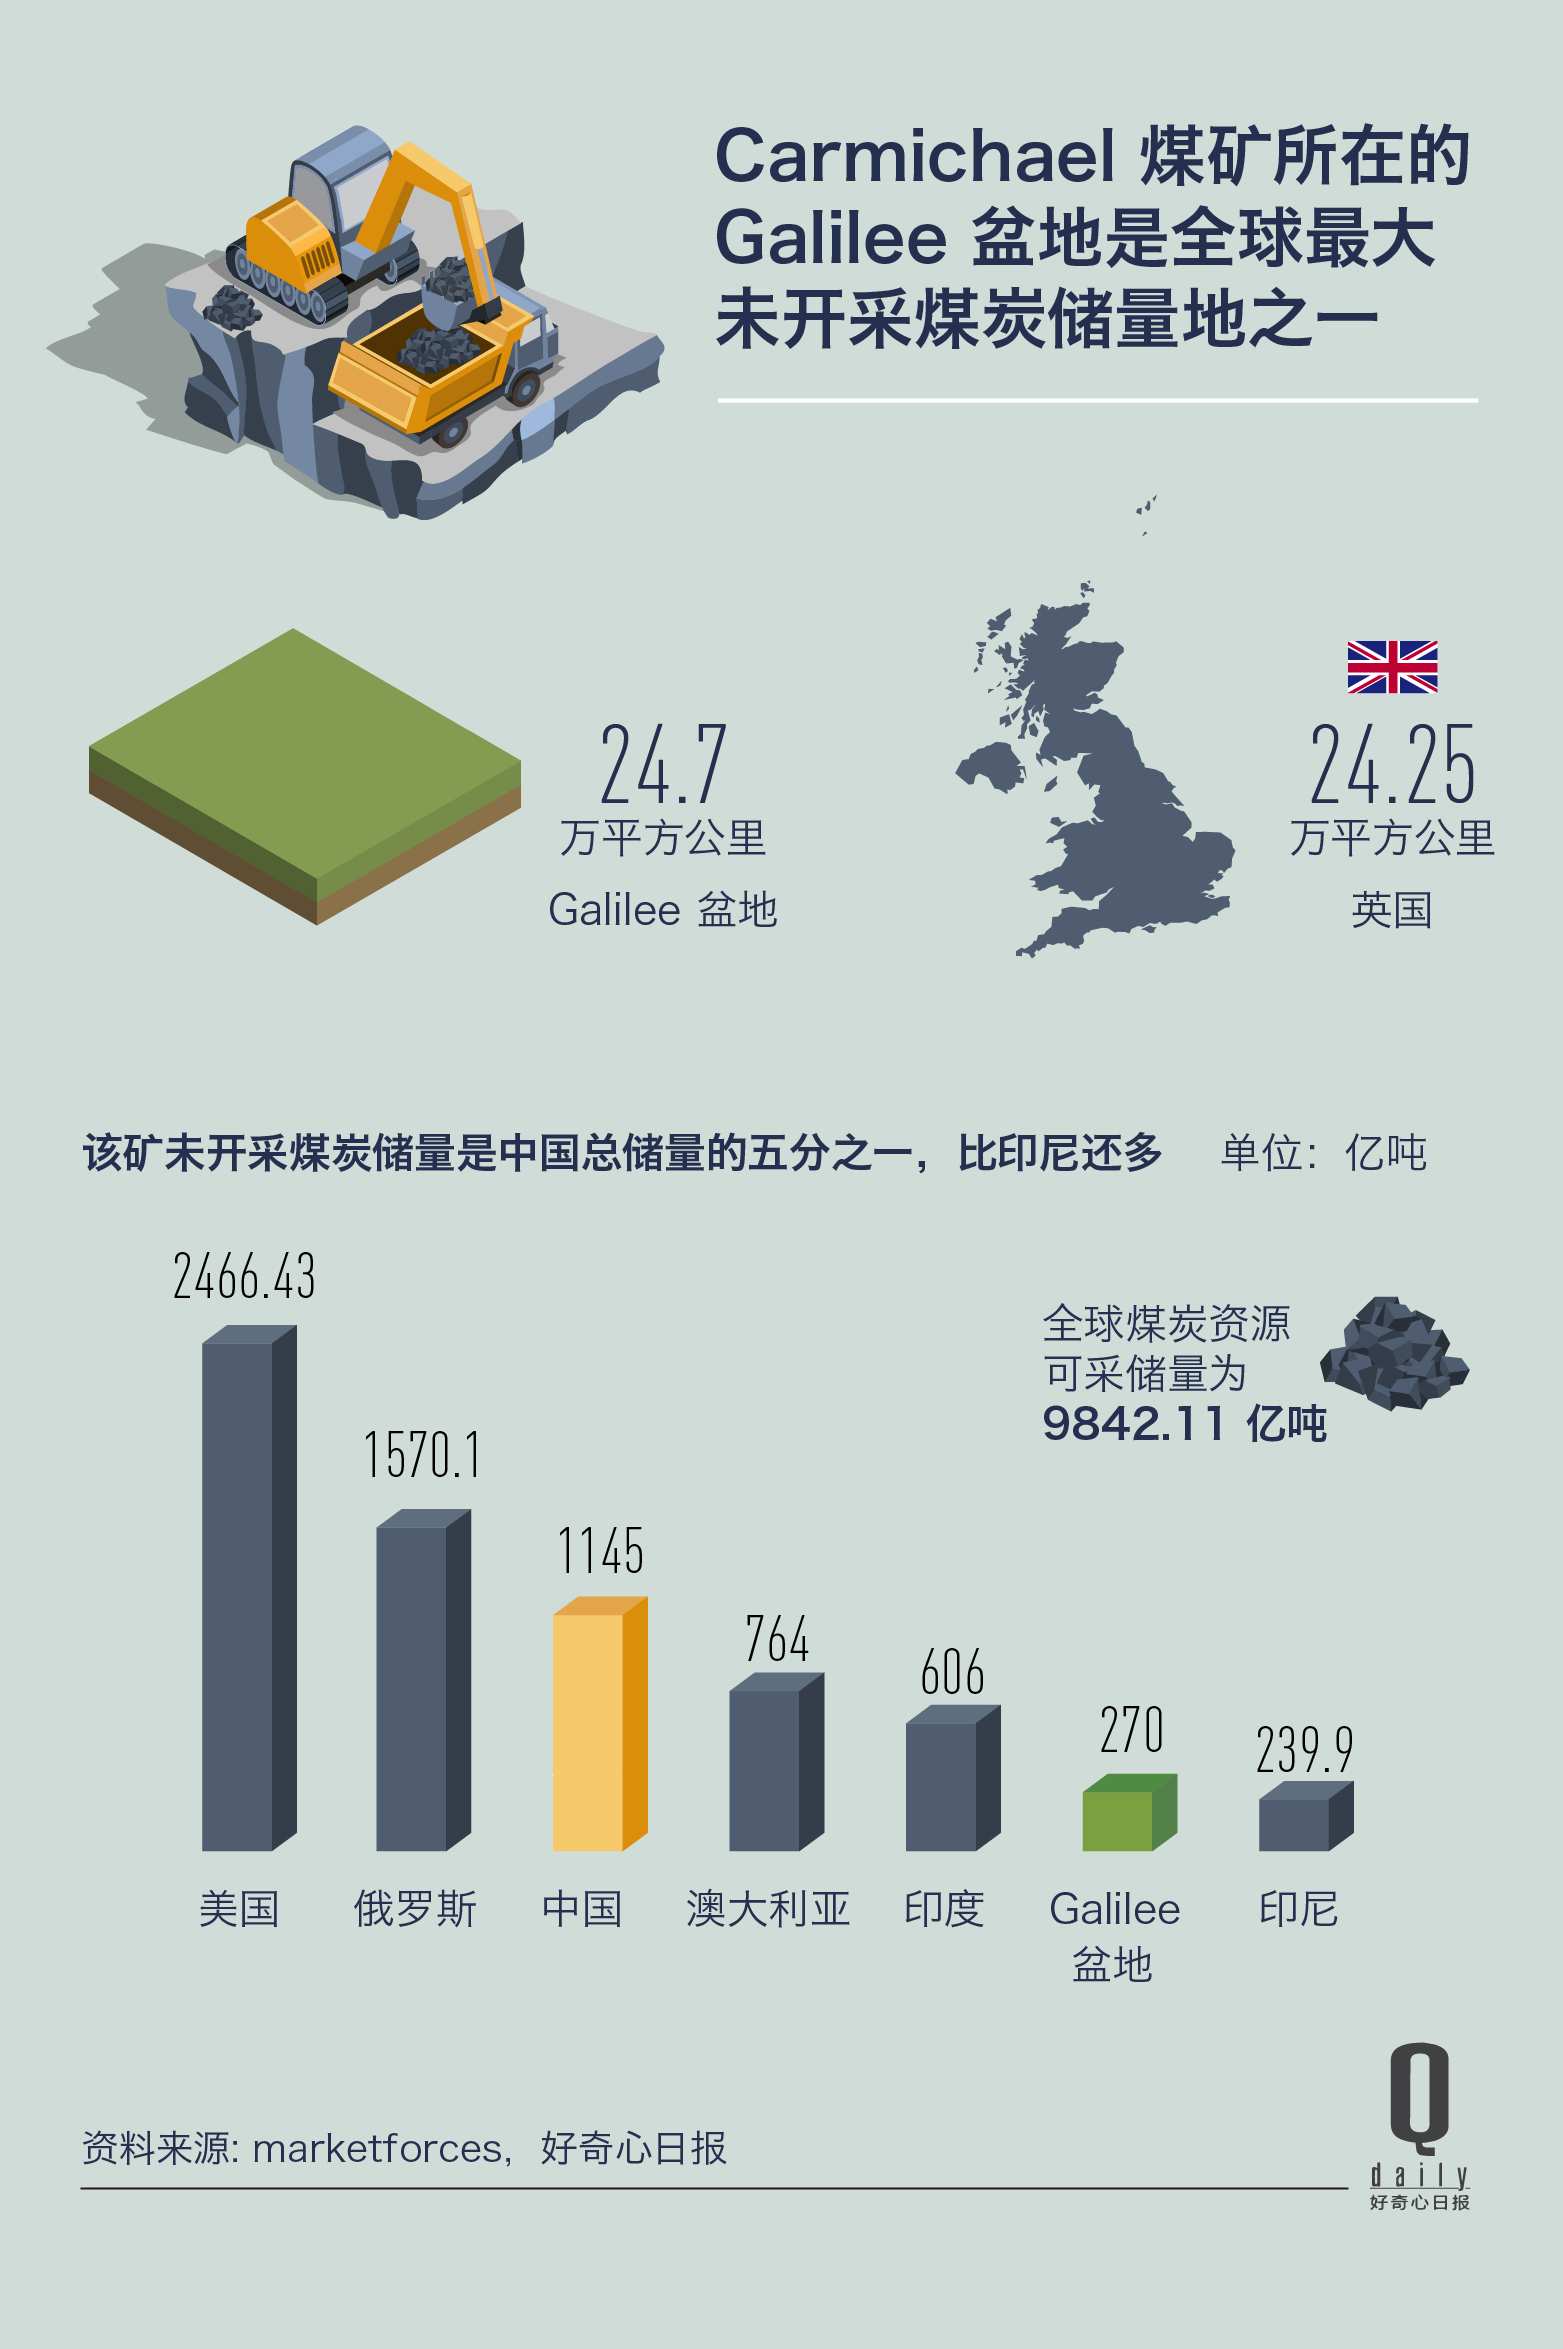 Carmichael 煤矿所在的
Galilee 盆地是全球最大
未开采煤炭储量地之一
24.7
万平方公里
Galilee 盆地
24.25
万平方公里
英国
该矿未开采煤炭储量是中国总储量的五分之一，比印尼还多 单位：亿吨
全球煤炭资源
可采储量为
9842.11 亿吨
2466.43
1570.1
1145
764
606
270
239.9
美国
俄罗斯
中国
澳大利亚
印度
Galilee
盆地
印尼
资料来源: marketforces，好奇心日报
Q
daily
好奇心日报